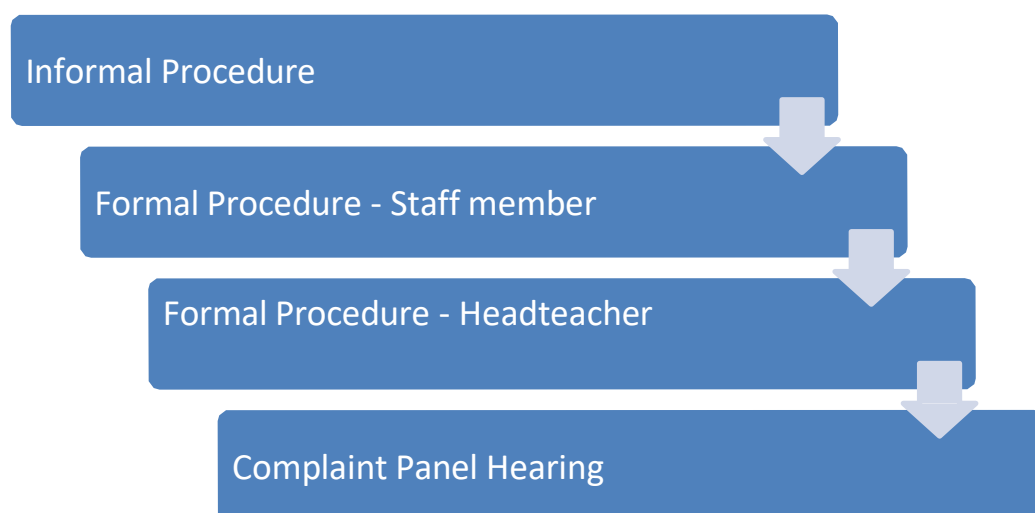 Informal Procedure
Formal Procedure - Staff member
Formal Procedure - Headteacher
Complaint Panel Hearing